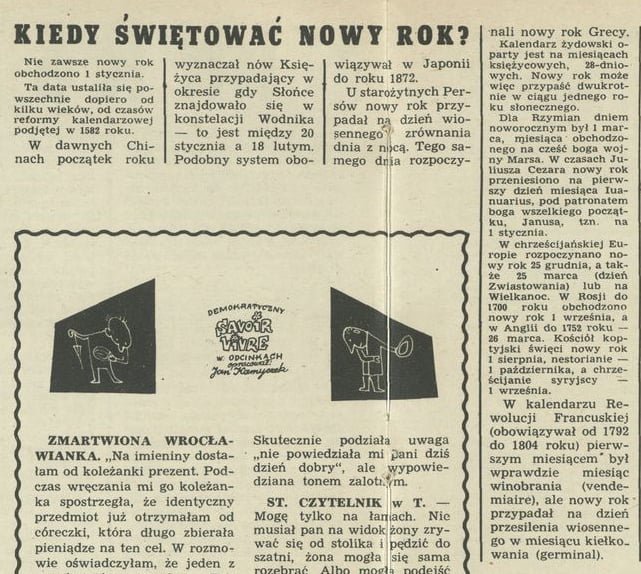 KIEDY ŚWIĘTOWAĆ NOWY ROK?
Nie zawsze nowy rok
obchodzono 1 stycznia.
Ta data ustaliła się po-
wszechnie dopiero od
kilku wieków, od czasów
reformy kalendarzowej
podjętej w 1582 roku.
W dawnych Chi-
nach początek roku
wyznaczał nów Księ-
życa przypadający w
okresie gdy Słońce
znajdowało się w
konstelacji Wodnika
— to jest między 20
stycznia a 18 lutym.
Podobny system obo-
wiązywał w Japonii
do roku 1872.
U starożytnych Per-
sów nowy rok przy-
padał na dzień wio-
sennego zrównania
dnia z nocą. Tego sa-
mego dnia rozpoczy-
nali nowy rok Grecy.
Kalendarz żydowski o-
party jest na miesiącach
księżycowych, 28-dnio-
wych. Nowy rok może
więc przypaść dwukrot-
nie w ciągu jednego ro-
ku słonecznego.
Dla Rzymian dniem
noworocznym był 1 mar-
ca, miesiąca obchodzo-
nego na cześć boga woj-
ny Marsa. W czasach Ju-
liusza Cezara nowy rok
przeniesiono na pierw-
szy dzień miesiąca Iua-
nuarius, pod patronatem
boga wszelkiego począt-
ku, Janusa, tzn. na
1 stycznia.
W chrześcijańskiej Eu-
ropie rozpoczynano no-
wy rok 25 grudnia, a tak-
że 25 marca (dzień
Zwiastowania) lub na
Wielkanoc. W Rosji do
1700 roku obchodzono
nowy rok 1 września, a
w Anglii do 1752 roku —
26 marca. Kościół kop-
tyjski święci nowy rok
1 sierpnia, nestorianie —
1 października, a chrze-
ścijanie syryjscy —
1 września.
W kalendarzu Re-
wolucji Francuskiej
(obowiązywał od 1792
do 1804 roku) pierw-
szym miesiącem był
wprawdzie miesiąc
winobrania (vende-
miaire), ale nowy rok
przypadał na dzień
przesilenia wiosenne-
go w miesiącu kiełko-
wania (germinal).
DEMOKRATYCZNY
SAVOIR
VIVRE
W ODCINKACH
opracował
Jan Kamyczek
ZMARTWIONA WROCŁA-
WIANKA. „Na imieniny dosta-
łam od koleżanki prezent. Pod-
czas wręczania mi go koleżan-
ka spostrzegła, że identyczny
przedmiot już otrzymałam od
córeczki, która długo zbierała
pieniądze na ten cel. W rozmo-
wie oświadczyłam, że jeden z
Skutecznie podziała uwaga
„nie powiedziała mi pani dziś
dzień dobry", ale wypowie-
dziana tonem zalotnym.
ST. CZYTELNIK w T. —
Mogę tylko na łamach. Nie
musiał pan na widok żony zry-
wać się od stolika i pędzić do
szatni, żona mogła się sama
rozebrać. Albo mogła podejść